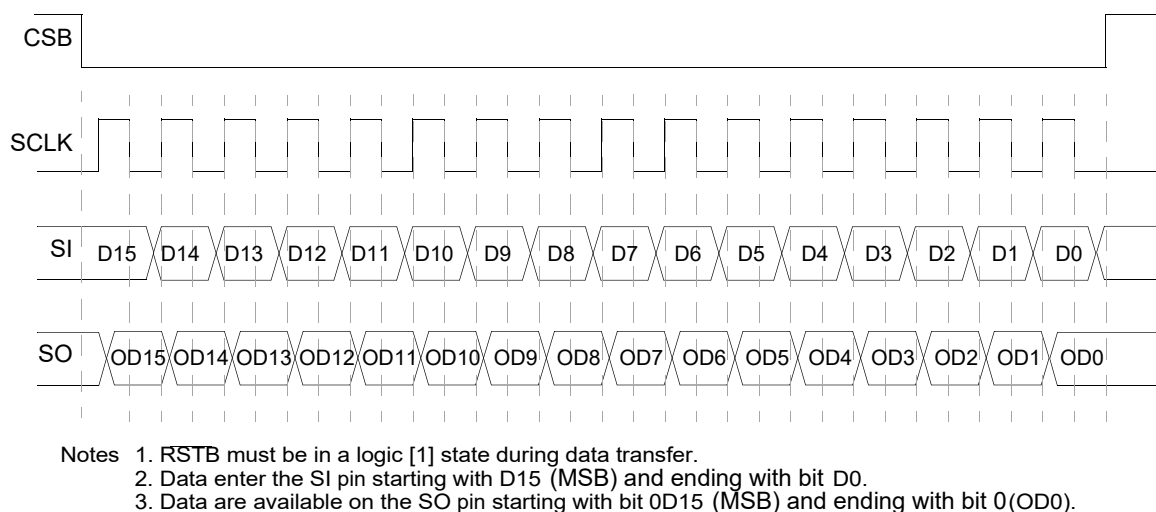 CSB
SCLK
SI D15 D14 D13 D12 D11 D10 D9 D8 D7 D6 D5 D4 D3 D2 D1 D0
SO OD15 OD14 OD13 OD12 OD11 OD10 OD9 OD8 OD7 OD6 OD5 OD4 OD3 OD2 OD1 OD0
Notes 1. RSTB must be in a logic [1] state during data transfer.
2. Data enter the SI pin starting with D15 (MSB) and ending with bit D0.
3. Data are available on the SO pin starting with bit 0D15 (MSB) and ending with bit 0(OD0).